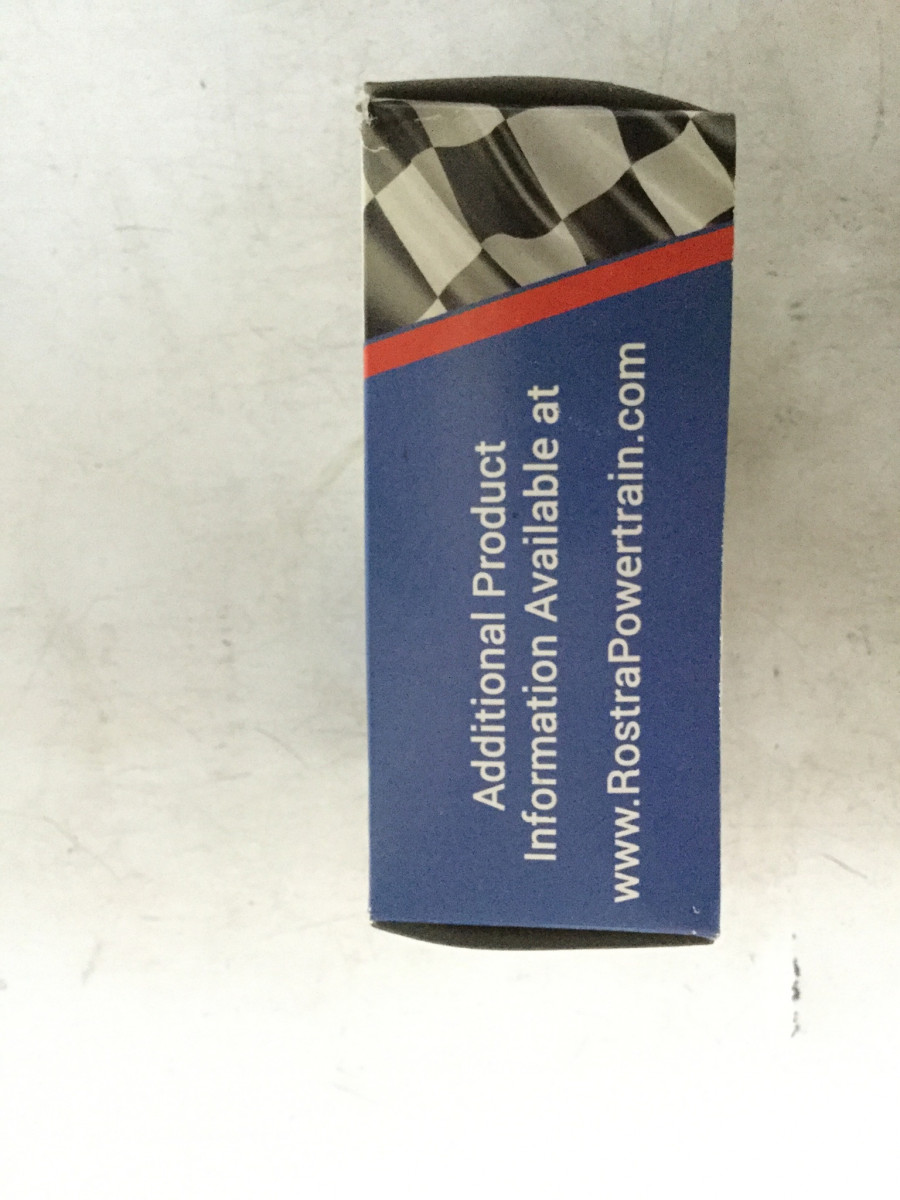 Additional Product
Information Available at
www.RostraPowertrain.com